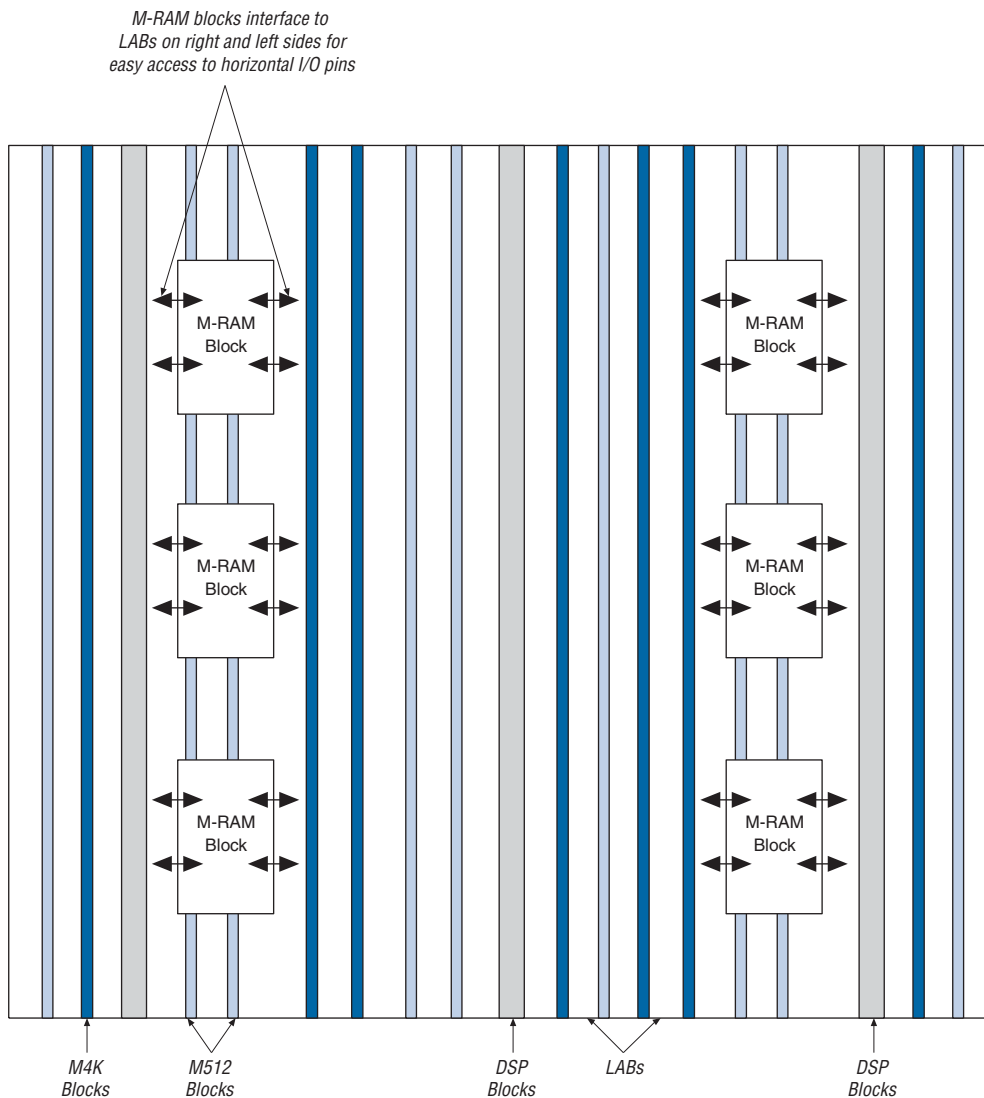 M-RAM blocks interface to
LABs on right and left sides for
easy access to horizontal I/O pins
M-RAM
Block
M-RAM
Block
M-RAM
Block
M-RAM
Block
M-RAM
Block
M-RAM
Block
M4K
Blocks
M512
Blocks
DSP
Blocks
LABs
DSP
Blocks